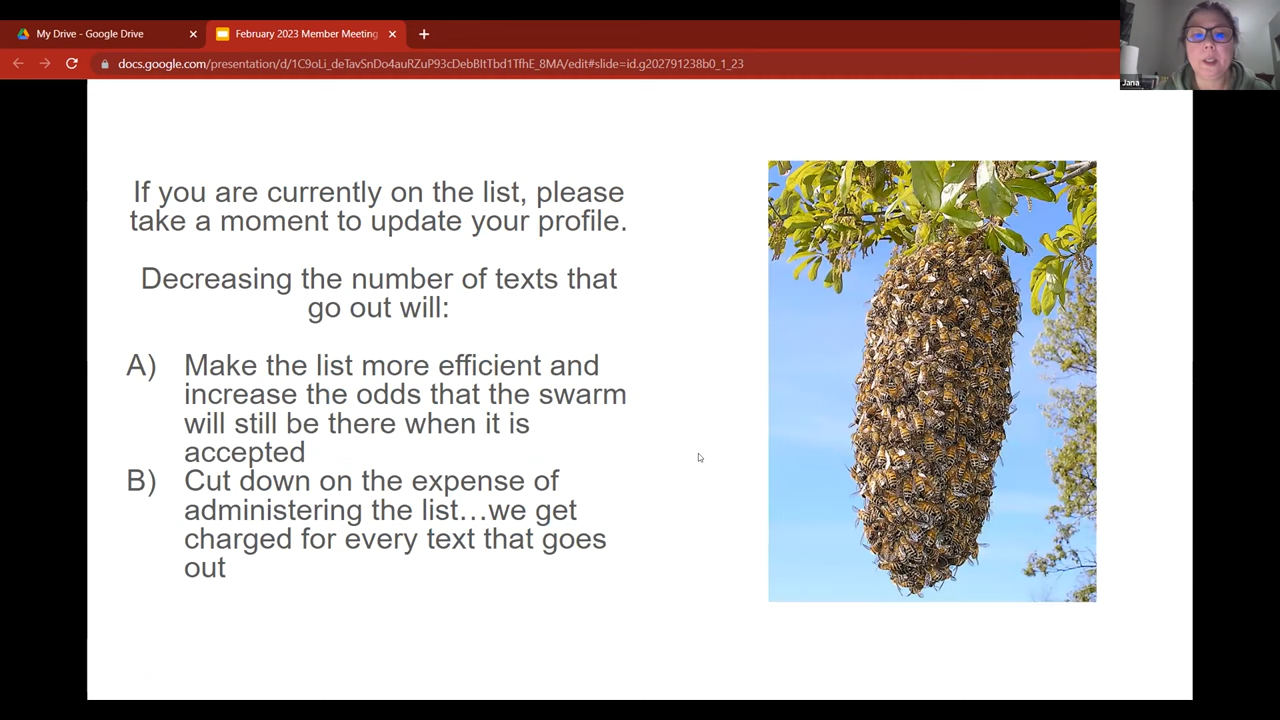 My Drive - Google Drive
February 2023 Member Meeting
docs.google.com/presentation/d/1C9oLi_deTavSnDo4auRZuP93cDebBItTbd1TfhE_8MA/edit#slide=id.g202791238b0_1_23
Jana
If you are currently on the list, please
take a moment to update your profile.
Decreasing the number of texts that
go out will:
A) Make the list more efficient and
increase the odds that the swarm
will still be there when it is
accepted
B) Cut down on the expense of
administering the list…we get
charged for every text that goes
out